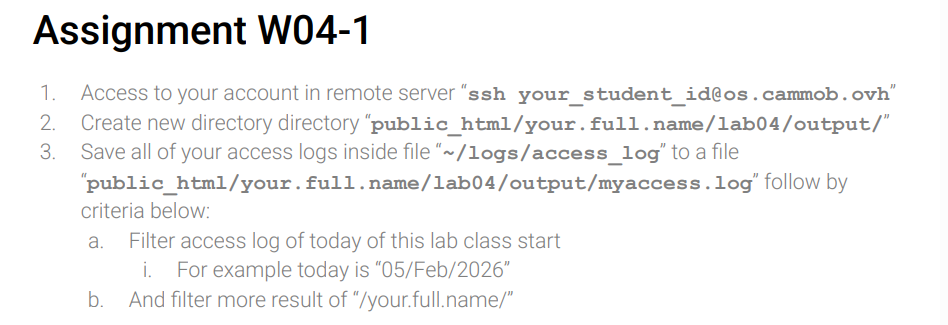 Assignment W04-1
1. Access to your account in remote server “ssh your_student_id@os.cammob.ovh”
2. Create new directory directory “public_html/your.full.name/lab04/output/”
3. Save all of your access logs inside file “~/logs/access_log” to a file
“public_html/your.full.name/lab04/output/myaccess.log” follow by
criteria below:
a. Filter access log of today of this lab class start
i. For example today is “05/Feb/2026”
b. And filter more result of “/your.full.name/”